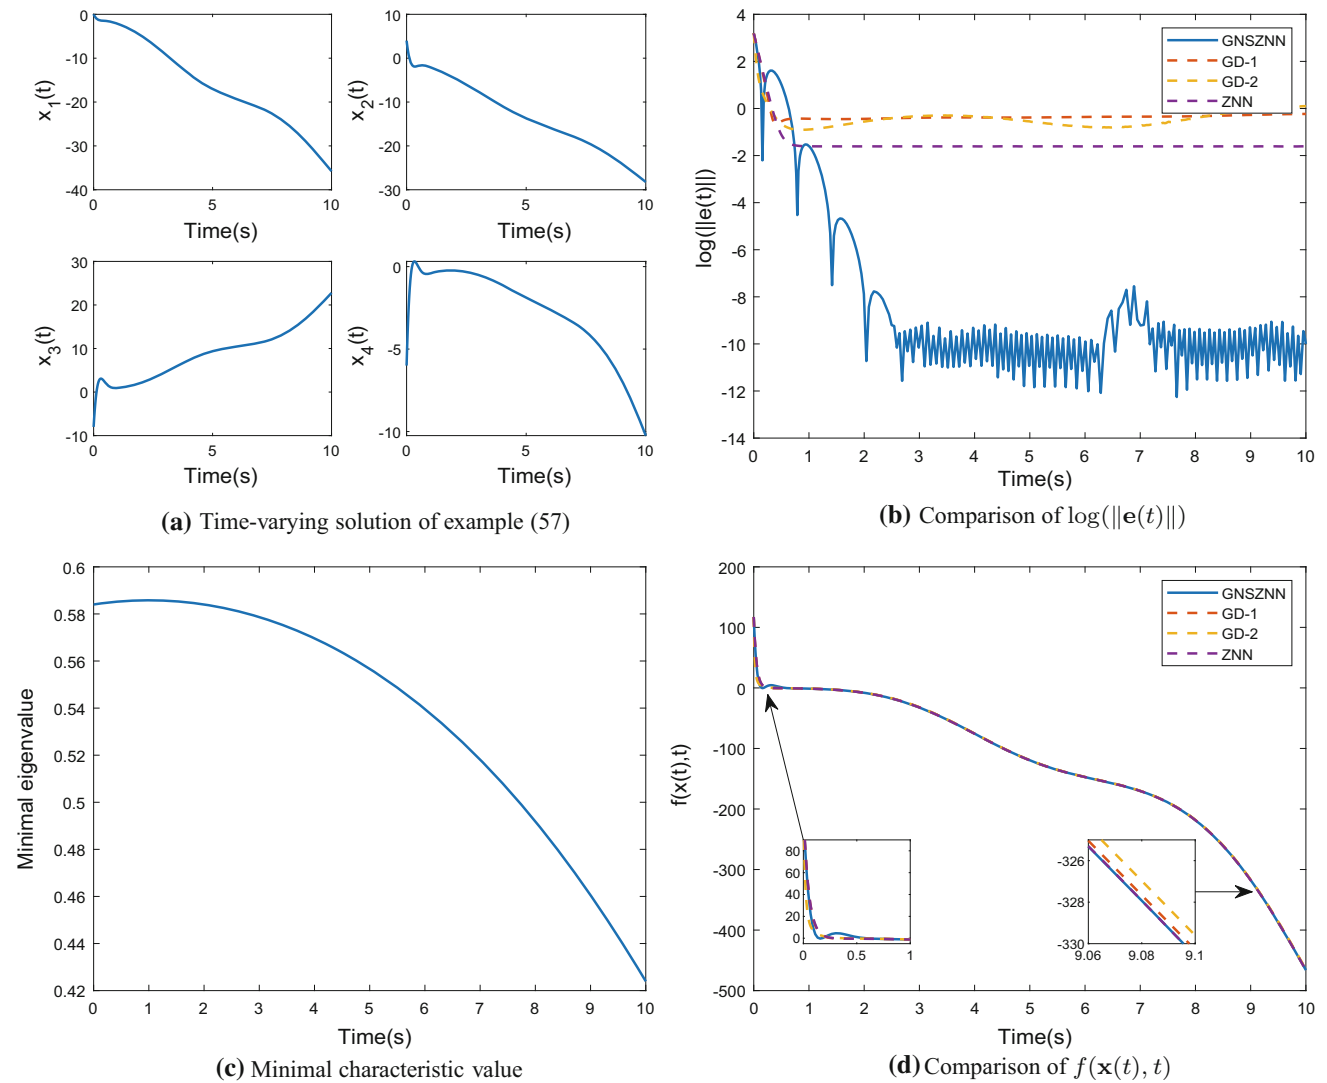 0
-10
-20
-30
-40
0
5
10
x1(t)
Time(s)
10
0
-10
-20
-30
0
5
10
x2(t)
Time(s)
30
20
10
0
-10
0
5
10
x3(t)
Time(s)
0
-5
-10
0
5
10
x4(t)
Time(s)
(a) Time-varying solution of example (57)
4
2
0
-2
-4
-6
-8
-10
-12
-14
0 1 2 3 4 5 6 7 8 9 10
log(||e(t)||)
Time(s)
GNSZNN
GD-1
GD-2
ZNN
(b) Comparison of log(‖e(t)‖)
0.6
0.58
0.56
0.54
0.52
0.5
0.48
0.46
0.44
0.42
0 1 2 3 4 5 6 7 8 9 10
Minimal eigenvalue
Time(s)
(c) Minimal characteristic value
200
100
0
-100
-200
-300
-400
-500
0 1 2 3 4 5 6 7 8 9 10
f(x(t),t)
Time(s)
GNSZNN
GD-1
GD-2
ZNN
80
60
40
20
0
0 0.5 1
-326
-328
-330
9.06 9.08 9.1
(d) Comparison of f(x(t), t)